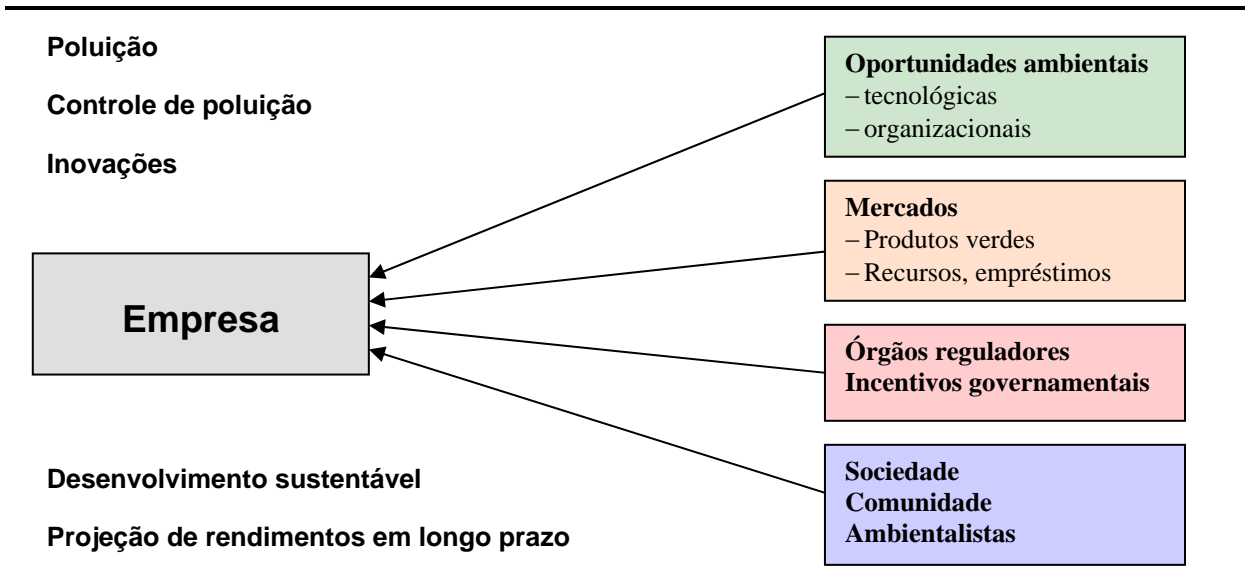 Poluição
Controle de poluição
Inovações
Empresa
Desenvolvimento sustentável
Projeção de rendimentos em longo prazo
Oportunidades ambientais
– tecnológicas
– organizacionais
Mercados
– Produtos verdes
– Recursos, empréstimos
Órgãos reguladores
Incentivos governamentais
Sociedade
Comunidade
Ambientalistas